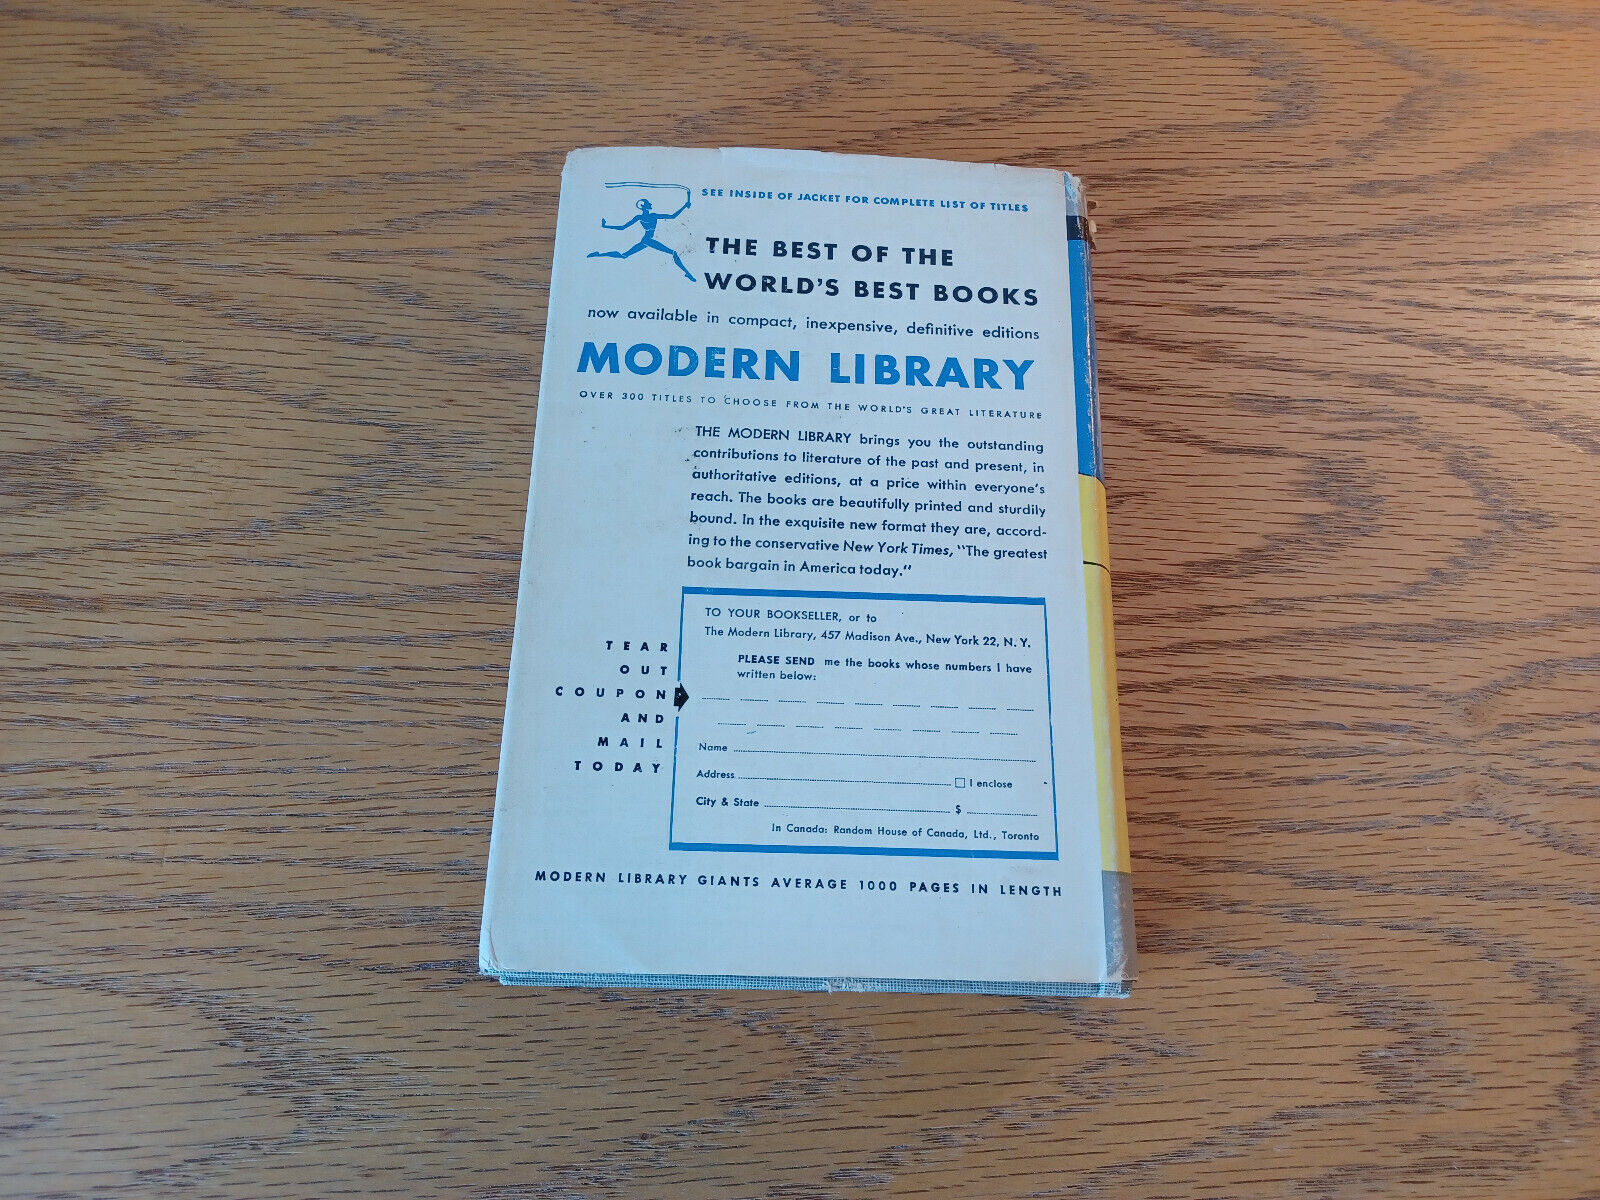 SEE INSIDE OF JACKET FOR COMPLETE LIST OF TITLES
THE BEST OF THE
WORLD'S BEST BOOKS
now available in compact, inexpensive, definitive editions
MODERN LIBRARY
OVER 300 TITLES TO CHOOSE FROM THE WORLD'S GREAT LITERATURE
THE MODERN LIBRARY brings you the outstanding
contributions to literature of the past and present, in
authoritative editions, at a price within everyone's
reach. The books are beautifully printed and sturdily
bound. In the exquisite new format they are, accord-
ing to the conservative New York Times, "The greatest
book bargain in America today."
TEAR
OUT
COUPON
AND
MAIL
TODAY
TO YOUR BOOKSELLER, or to
The Modern Library, 457 Madison Ave., New York 22, N. Y.
PLEASE SEND me the books whose numbers I have
written below:
Name
Address I enclose
City & State $
In Canada: Random House of Canada, Ltd., Toronto
MODERN LIBRARY GIANTS AVERAGE 1000 PAGES IN LENGTH